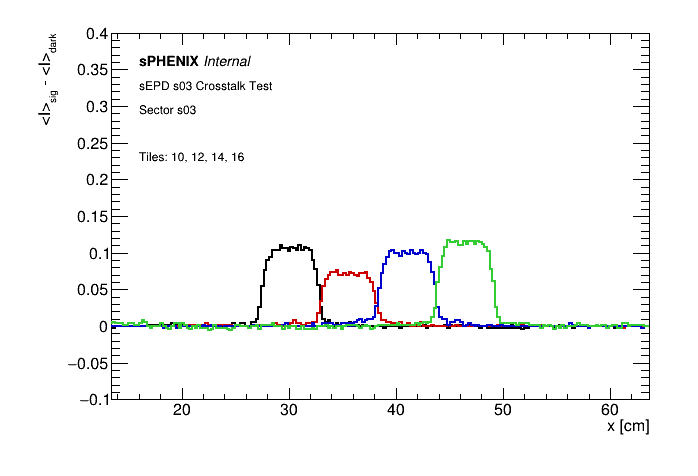 <I>sig - <I>dark
0.4
0.35
0.3
0.25
0.2
0.15
0.1
0.05
0
−0.05
−0.1
sPHENIX Internal
sEPD s03 Crosstalk Test
Sector s03
Tiles: 10, 12, 14, 16
20 30 40 50 60
x [cm]